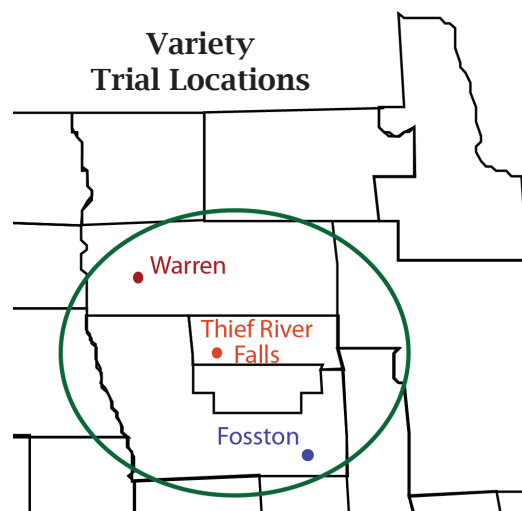 Variety
Trial Locations
Warren
Thief River
Falls
Fosston